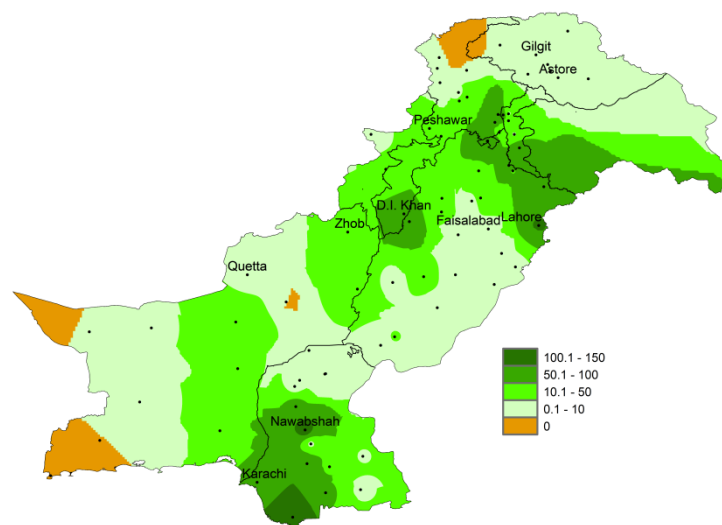 Gilgit
Astore
Peshawar
D.I. Khan
Zhob
Faisalabad
Lahore
Quetta
100.1 - 150
50.1 - 100
10.1 - 50
0.1 - 10
0
Nawabshah
Karachi